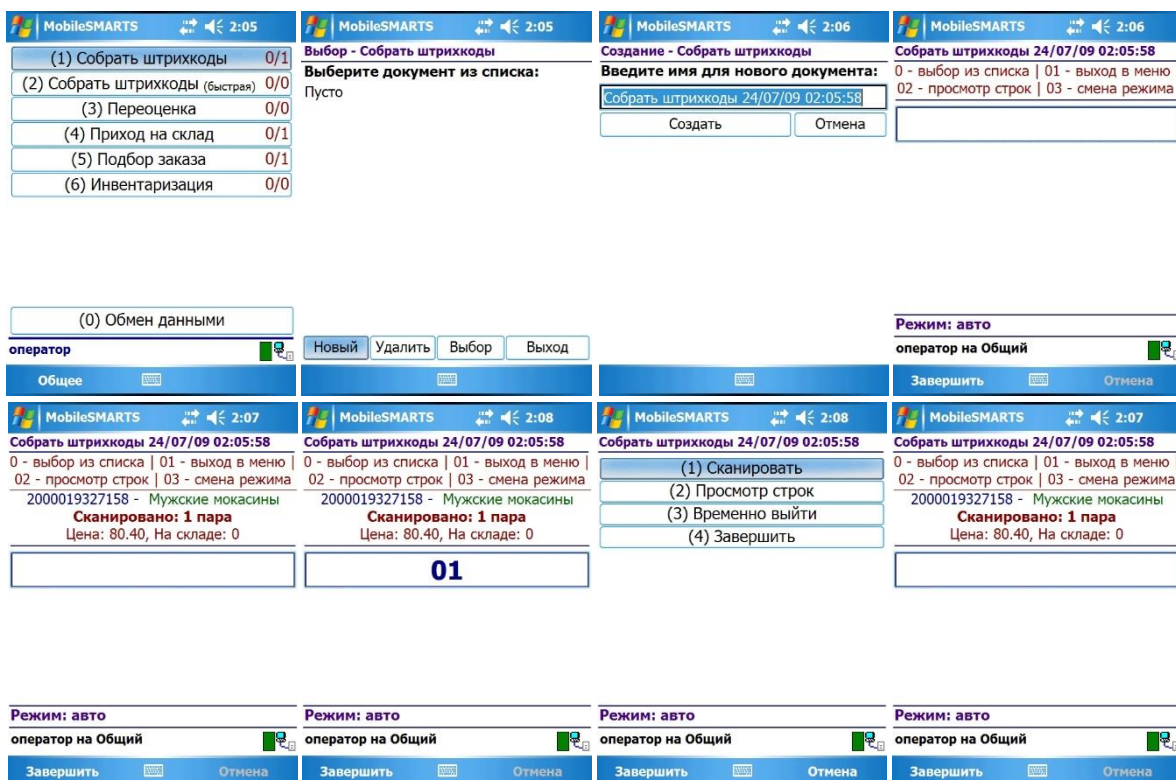 MobileSMARTS 2:05
(1) Собрать штрихкоды 0/1
(2) Собрать штрихкоды (быстрая) 0/0
(3) Переоценка 0/0
(4) Приход на склад 0/1
(5) Подбор заказа 0/1
(6) Инвентаризация 0/0
(0) Обмен данными
оператор
Общее
MobileSMARTS 2:05
Выбор - Собрать штрихкоды
Выберите документ из списка:
Пусто
Новый Удалить Выбор Выход
MobileSMARTS 2:06
Создание - Собрать штрихкоды
Введите имя для нового документа:
Собрать штрихкоды 24/07/09 02:05:58
Создать Отмена
MobileSMARTS 2:06
Собрать штрихкоды 24/07/09 02:05:58
0 - выбор из списка | 01 - выход в меню
02 - просмотр строк | 03 - смена режима
Режим: авто
оператор на Общий
Завершить Отмена
MobileSMARTS 2:07
Собрать штрихкоды 24/07/09 02:05:58
0 - выбор из списка | 01 - выход в меню |
02 - просмотр строк | 03 - смена режима
2000019327158 - Мужские мокасины
Сканировано: 1 пара
Цена: 80.40, На складе: 0
Режим: авто
оператор на Общий
Завершить Отмена
MobileSMARTS 2:08
Собрать штрихкоды 24/07/09 02:05:58
0 - выбор из списка | 01 - выход в меню |
02 - просмотр строк | 03 - смена режима
2000019327158 - Мужские мокасины
Сканировано: 1 пара
Цена: 80.40, На складе: 0
01
Режим: авто
оператор на Общий
Завершить Отмена
MobileSMARTS 2:08
Собрать штрихкоды 24/07/09 02:05:58
(1) Сканировать
(2) Просмотр строк
(3) Временно выйти
(4) Завершить
Режим: авто
оператор на Общий
Завершить Отмена
MobileSMARTS 2:07
Собрать штрихкоды 24/07/09 02:05:58
0 - выбор из списка | 01 - выход в меню
02 - просмотр строк | 03 - смена режима
2000019327158 - Мужские мокасины
Сканировано: 1 пара
Цена: 80.40, На складе: 0
Режим: авто
оператор на Общий
Завершить Отмена